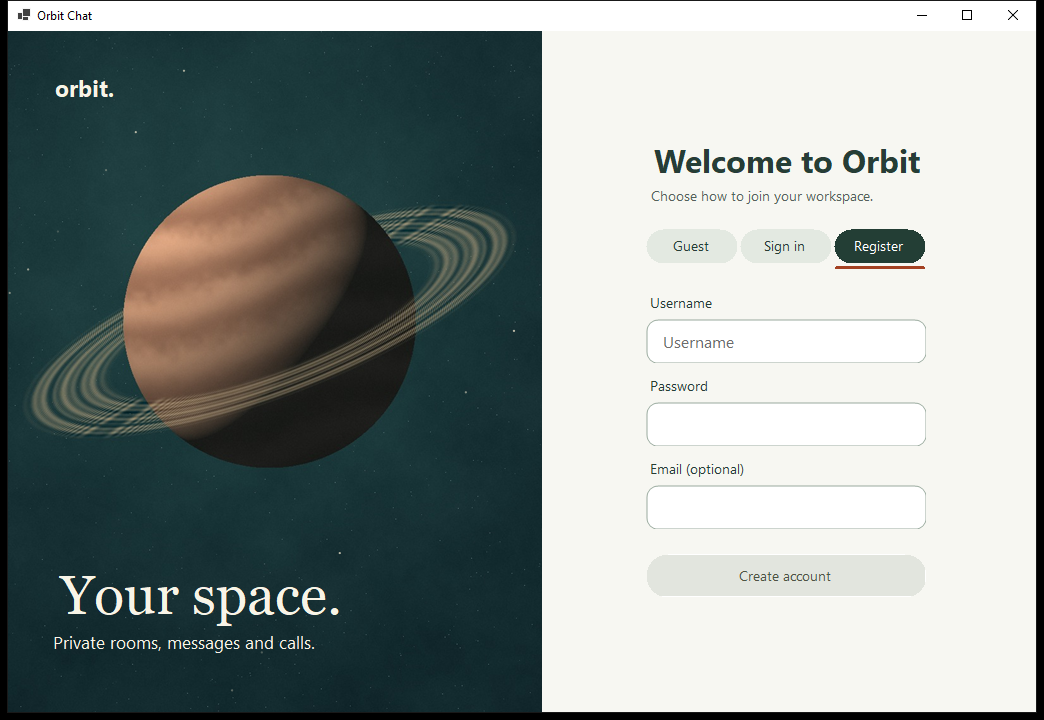 Orbit Chat
orbit.
Your space.
Private rooms, messages and calls.
Welcome to Orbit
Choose how to join your workspace.
Guest Sign in Register
Username
Username
Password
Email (optional)
Create account